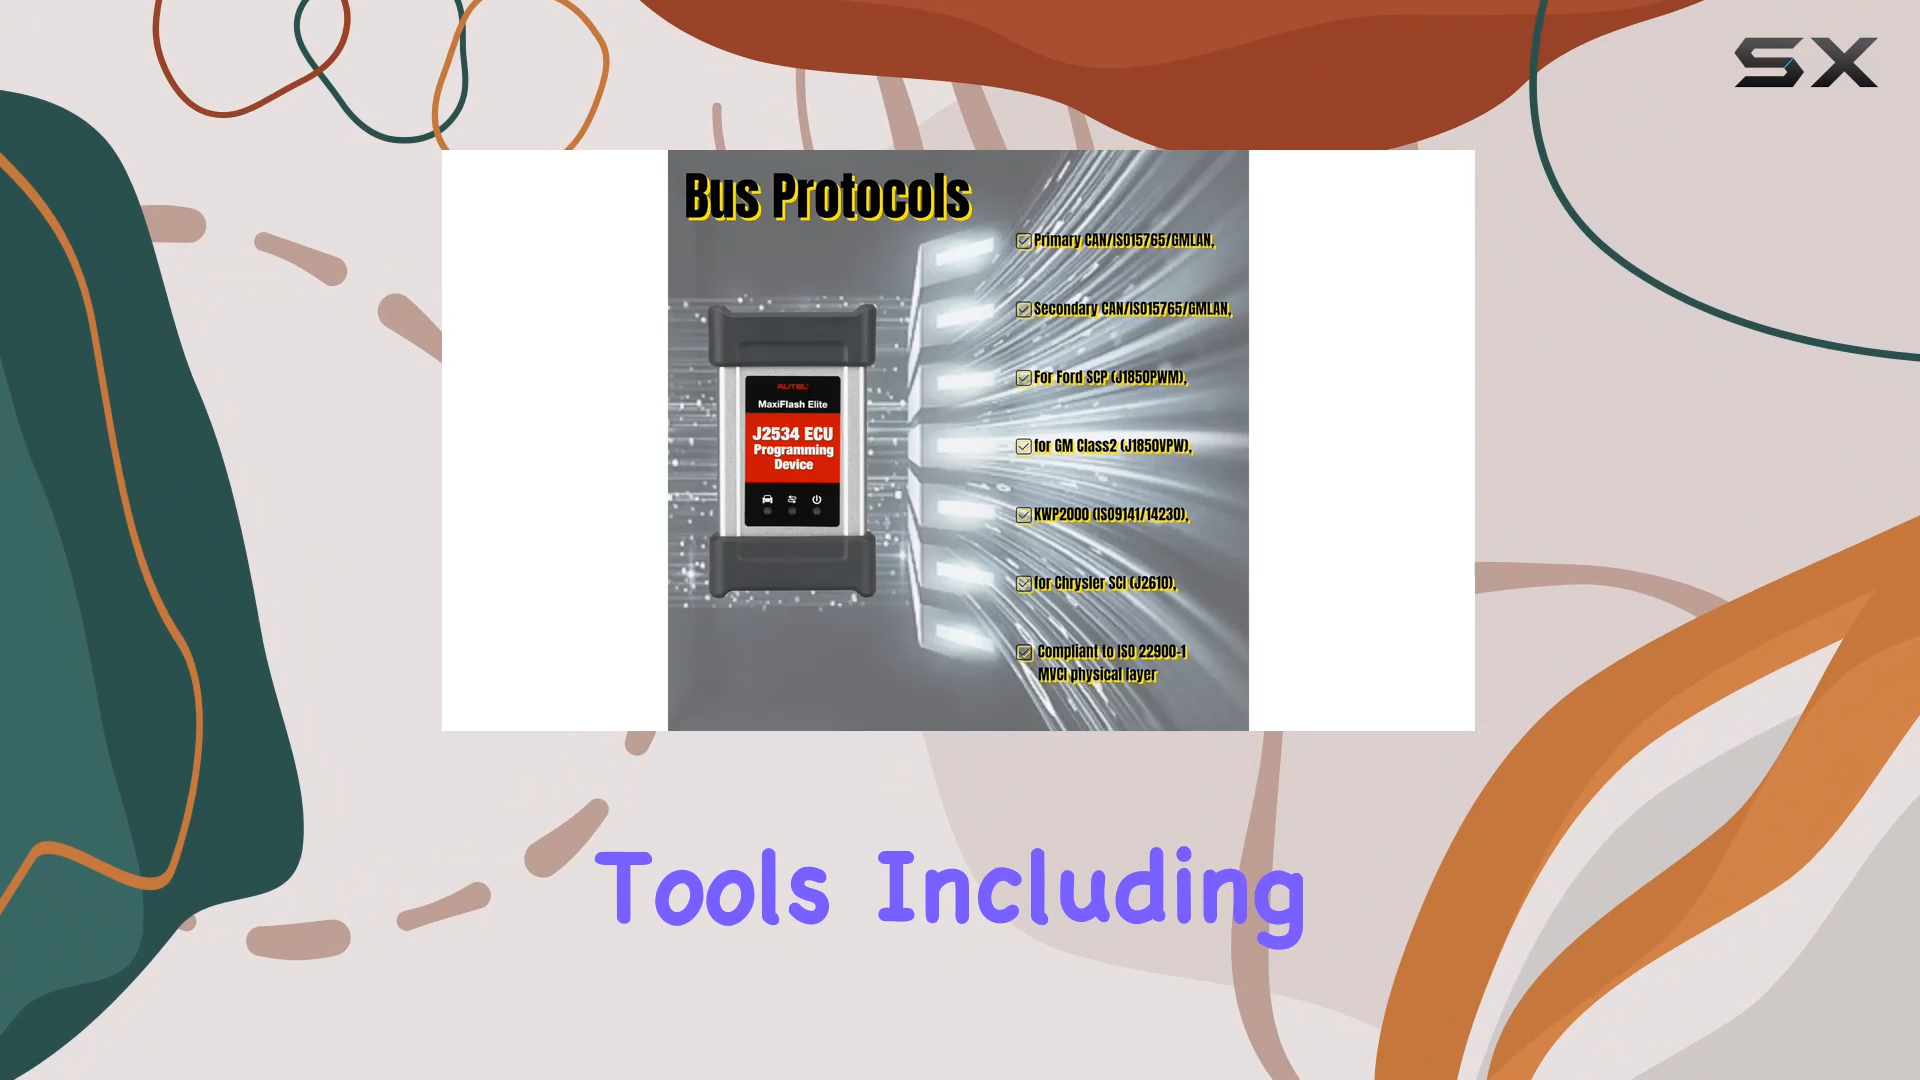 SX
Bus Protocols
Primary CAN/ISO15765/GMLAN,
Secondary CAN/ISO15765/GMLAN,
For Ford SCP (J1850PWM),
for GM Class2 (J1850VPW),
KWP2000 (ISO9141/14230),
for Chrysler SCI (J2610),
Compliant to ISO 22900-1
MVCI physical layer
AUTEL
MaxiFlash Elite
J2534 ECU
Programming
Device
Tools Including